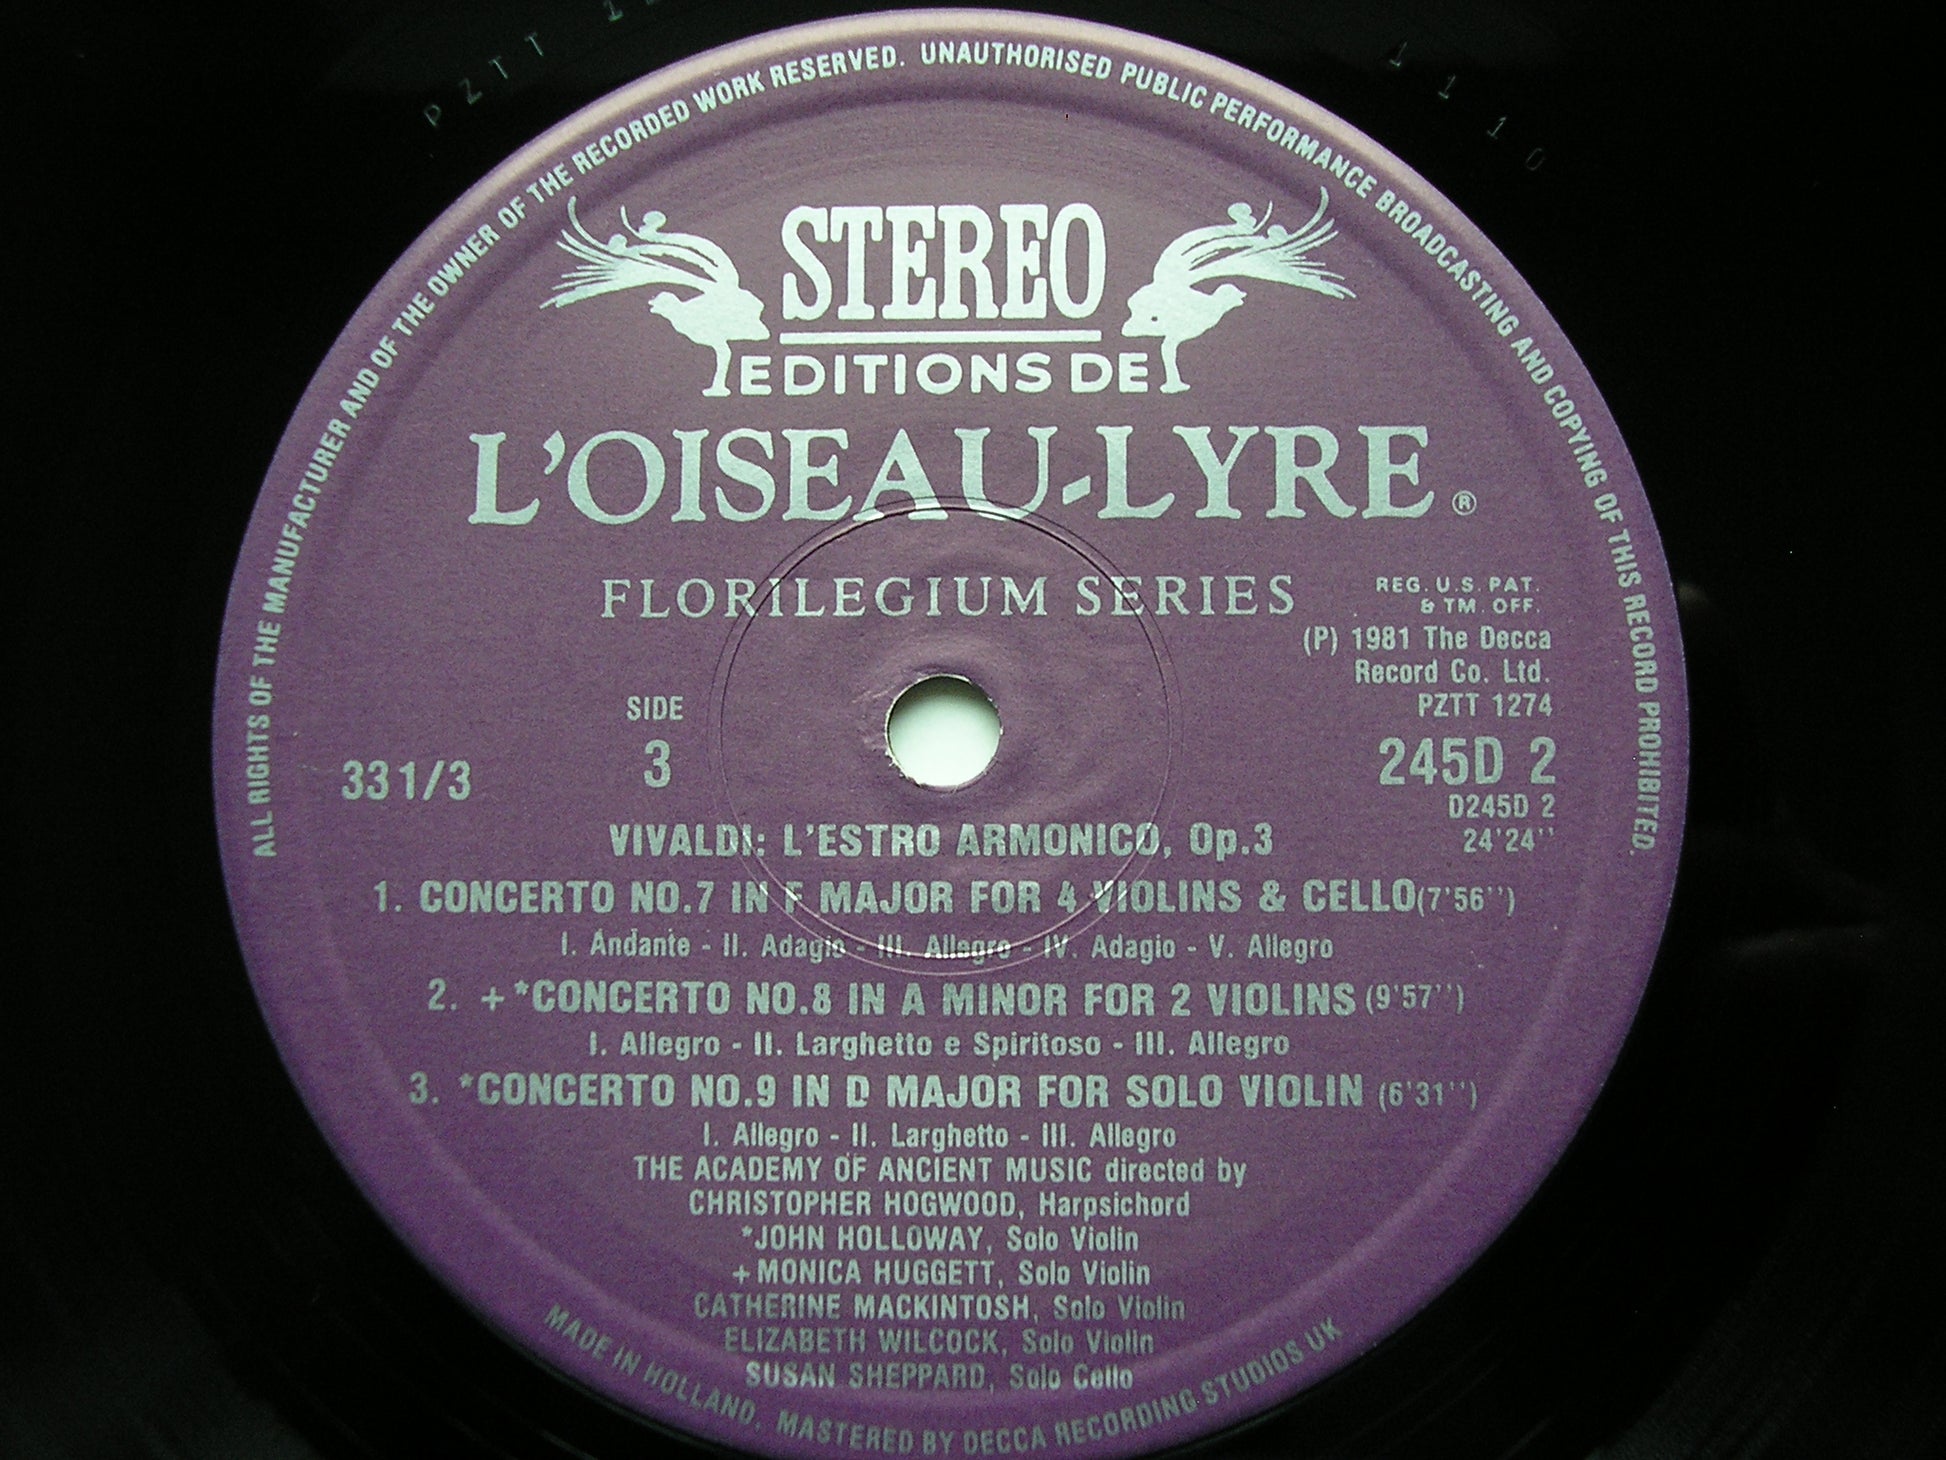 PZTT 12
1110
ALL RIGHTS OF THE MANUFACTURER AND OF THE OWNER OF THE RECORDED WORK RESERVED. UNAUTHORISED PUBLIC PERFORMANCE BROADCASTING AND COPYING OF THIS RECORD PROHIBITED.
STEREO
EDITIONS DE
L'OISEAU-LYRE ®
FLORILEGIUM SERIES
REG. U.S. PAT.
& TM. OFF.
(P) 1981 The Decca
Record Co. Ltd.
PZTT 1274
SIDE
3
33 1/3
245D 2
D245D 2
24'24''
VIVALDI: L'ESTRO ARMONICO, Op.3
1. CONCERTO NO.7 IN F MAJOR FOR 4 VIOLINS & CELLO(7'56'')
I. Andante - II. Adagio - III. Allegro - IV. Adagio - V. Allegro
2. +*CONCERTO NO.8 IN A MINOR FOR 2 VIOLINS (9'57'')
I. Allegro - II. Larghetto e Spiritoso - III. Allegro
3. *CONCERTO NO.9 IN D MAJOR FOR SOLO VIOLIN (6'31'')
I. Allegro - II. Larghetto - III. Allegro
THE ACADEMY OF ANCIENT MUSIC directed by
CHRISTOPHER HOGWOOD, Harpsichord
*JOHN HOLLOWAY, Solo Violin
+MONICA HUGGETT, Solo Violin
CATHERINE MACKINTOSH, Solo Violin
ELIZABETH WILCOCK, Solo Violin
SUSAN SHEPPARD, Solo Cello
MADE IN HOLLAND. MASTERED BY DECCA RECORDING STUDIOS UK